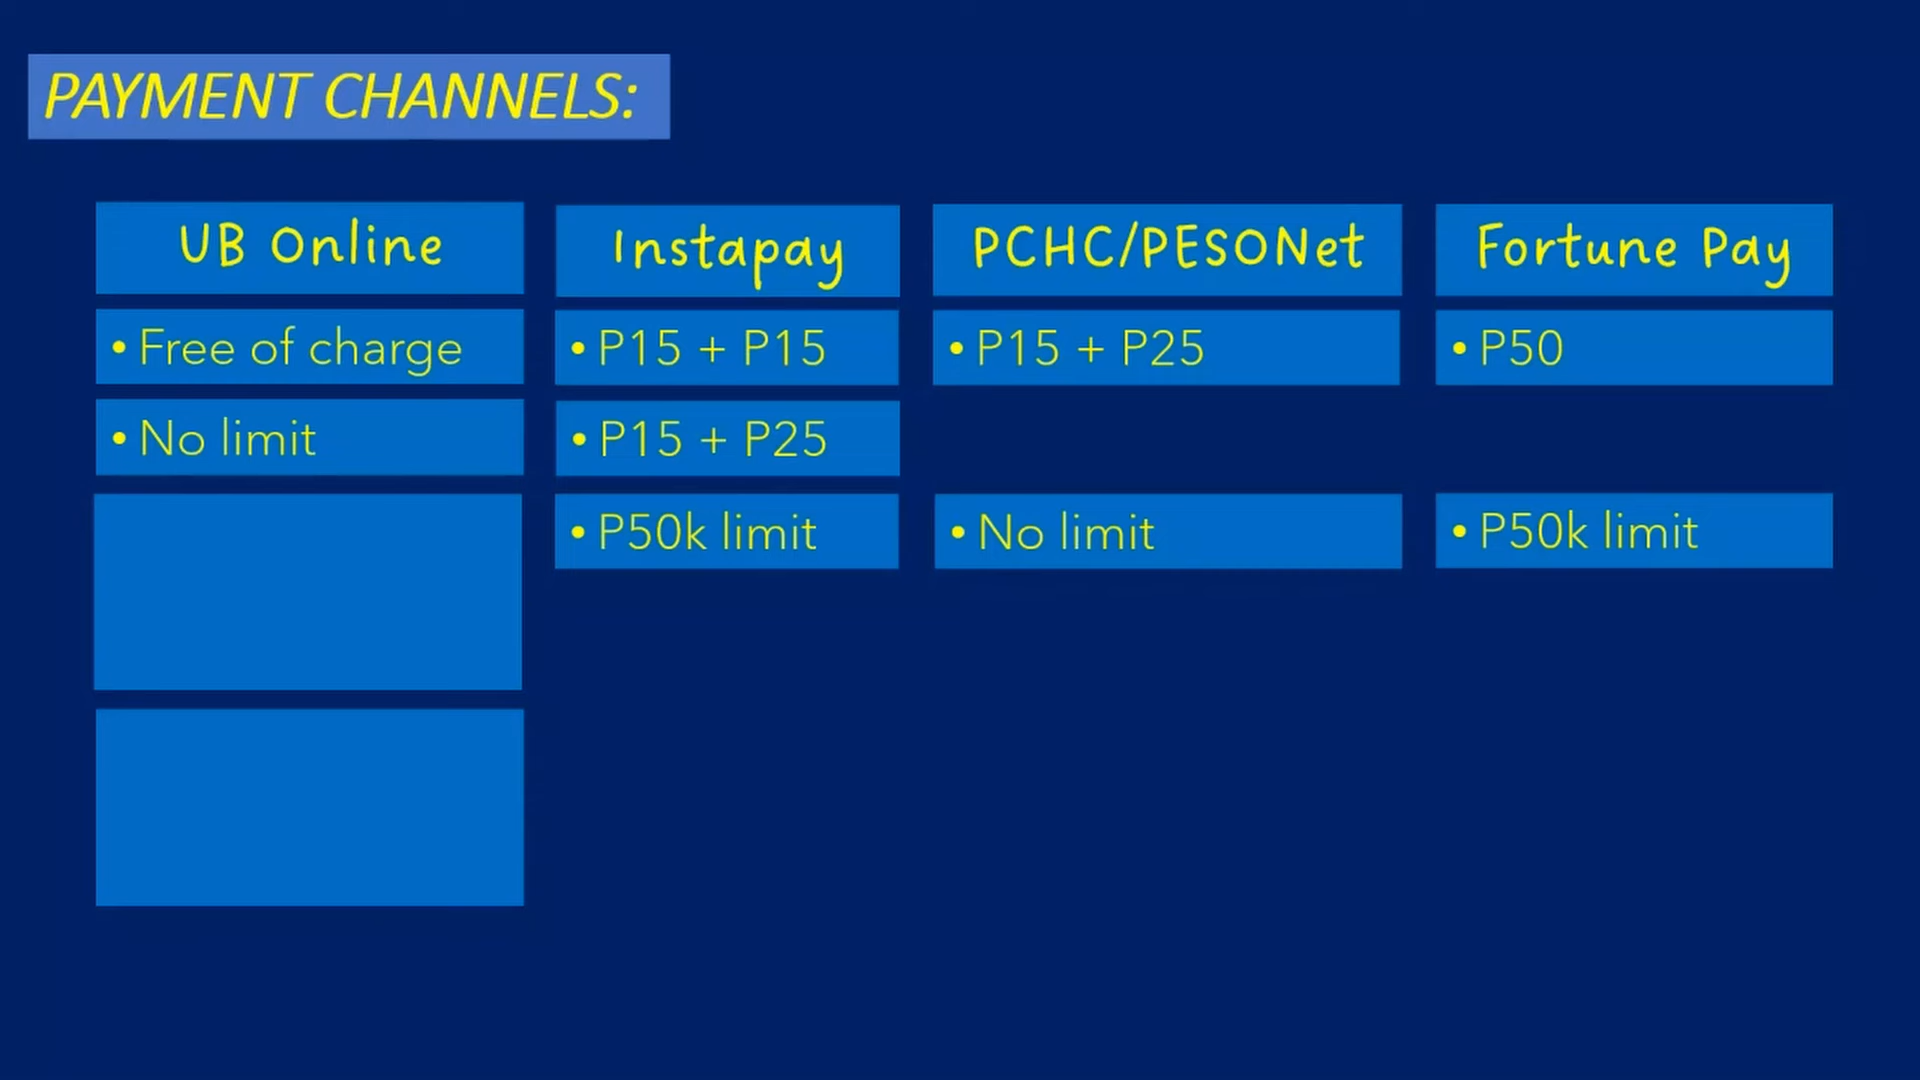 PAYMENT CHANNELS:
UB Online
Instapay
PCHC/PESONet
Fortune Pay
• Free of charge
• P15 + P15
• P15 + P25
• P50
• No limit
• P15 + P25
• P50k limit
• No limit
• P50k limit